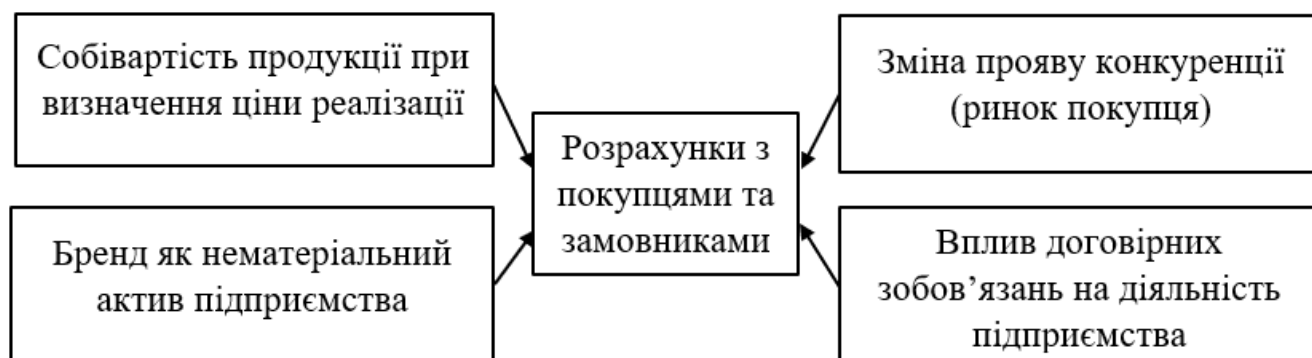 Собівартість продукції при
визначення ціни реалізації
Зміна прояву конкуренції
(ринок покупця)
Розрахунки з
покупцями та
замовниками
Бренд як нематеріальний
актив підприємства
Вплив договірних
зобов’язань на діяльність
підприємства